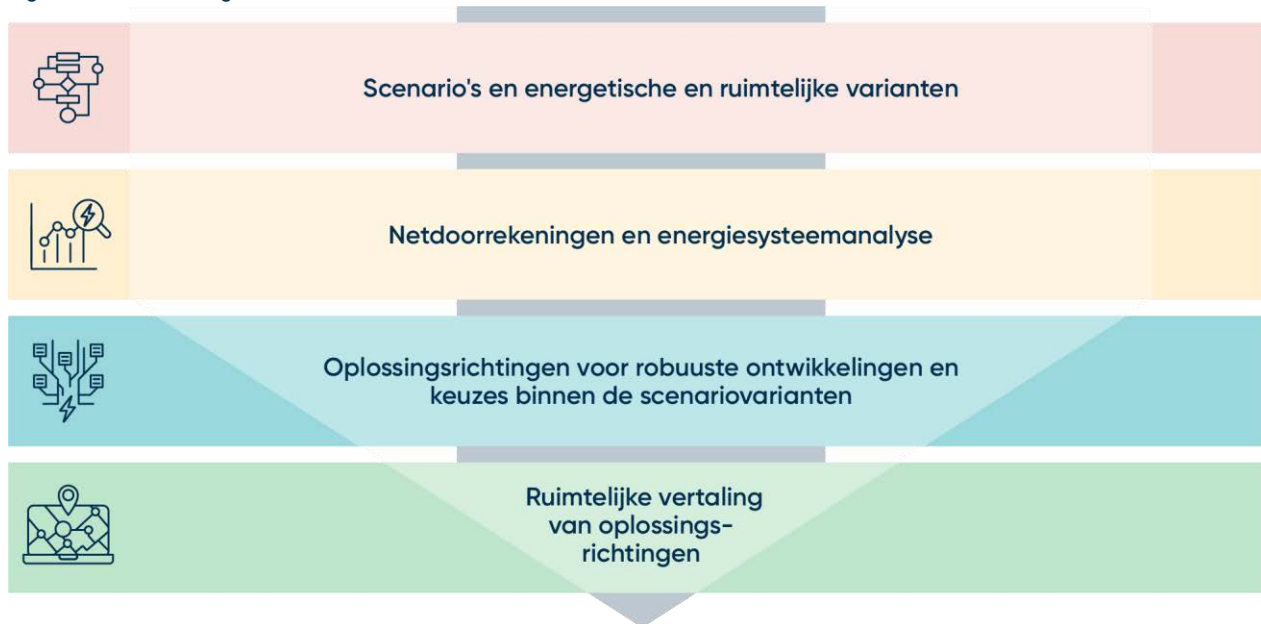 Scenario's en energetische en ruimtelijke varianten
Netdoorrekeningen en energiesysteemanalyse
Oplossingsrichtingen voor robuuste ontwikkelingen en
keuzes binnen de scenariovarianten
Ruimtelijke vertaling
van oplossings-
richtingen